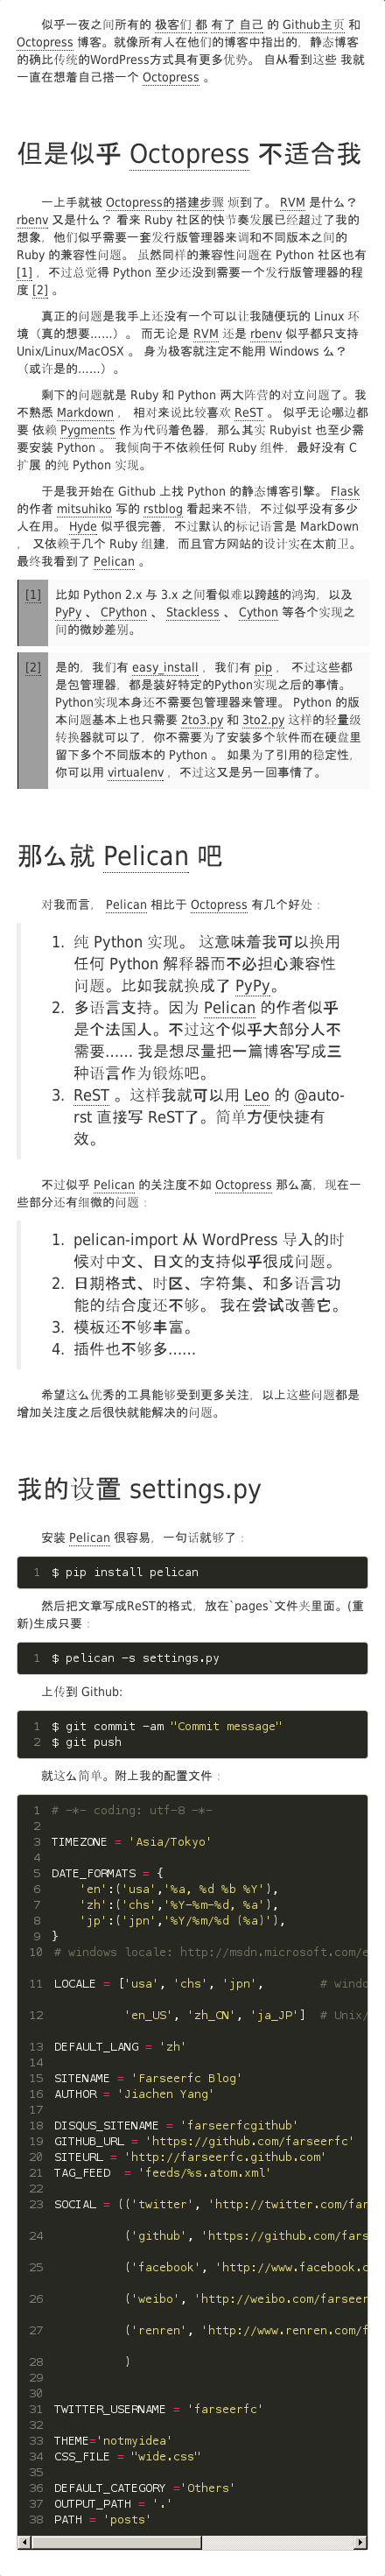 似乎一夜之间所有的 极客们 都 有了 自己 的 Github主页 和
Octopress 博客。就像所有人在他们的博客中指出的，静态博客
的确比传统的WordPress方式具有更多优势。 自从看到这些 我就
一直在想着自己搭一个 Octopress 。
但是似乎 Octopress 不适合我
一上手就被 Octopress的搭建步骤 烦到了。 RVM 是什么？
rbenv 又是什么？ 看来 Ruby 社区的快节奏发展已经超过了我的
想象，他们似乎需要一套发行版管理器来调和不同版本之间的
Ruby 的兼容性问题。 虽然同样的兼容性问题在 Python 社区也有
[1] ，不过总觉得 Python 至少还没到需要一个发行版管理器的程
度 [2] 。
真正的问题是我手上还没有一个可以让我随便玩的 Linux 环
境（真的想要……）。 而无论是 RVM 还是 rbenv 似乎都只支持
Unix/Linux/MacOSX 。 身为极客就注定不能用 Windows 么？
（或许是的……）。
剩下的问题就是 Ruby 和 Python 两大阵营的对立问题了。我
不熟悉 Markdown ， 相对来说比较喜欢 ReST 。 似乎无论哪边都
要 依赖 Pygments 作为代码着色器，那么其实 Rubyist 也至少需
要安装 Python 。 我倾向于不依赖任何 Ruby 组件，最好没有 C
扩展 的纯 Python 实现。
于是我开始在 Github 上找 Python 的静态博客引擎。 Flask
的作者 mitsuhiko 写的 rstblog 看起来不错，不过似乎没有多少
人在用。 Hyde 似乎很完善，不过默认的标记语言是 MarkDown
， 又依赖于几个 Ruby 组建，而且官方网站的设计实在太前卫。
最终我看到了 Pelican 。
[1] 比如 Python 2.x 与 3.x 之间看似难以跨越的鸿沟，以及
PyPy 、 CPython 、 Stackless 、 Cython 等各个实现之
间的微妙差别。
[2] 是的，我们有 easy_install ，我们有 pip ， 不过这些都
是包管理器，都是装好特定的Python实现之后的事情。
Python实现本身还不需要包管理器来管理。 Python 的版
本问题基本上也只需要 2to3.py 和 3to2.py 这样的轻量级
转换器就可以了，你不需要为了安装多个软件而在硬盘里
留下多个不同版本的 Python 。 如果为了引用的稳定性，
你可以用 virtualenv ，不过这又是另一回事情了。
那么就 Pelican 吧
对我而言， Pelican 相比于 Octopress 有几个好处：
1. 纯 Python 实现。 这意味着我可以换用
任何 Python 解释器而不必担心兼容性
问题。比如我就换成了 PyPy。
2. 多语言支持。因为 Pelican 的作者似乎
是个法国人。不过这个似乎大部分人不
需要…… 我是想尽量把一篇博客写成三
种语言作为锻炼吧。
3. ReST 。这样我就可以用 Leo 的 @auto-
rst 直接写 ReST了。简单方便快捷有
效。
不过似乎 Pelican 的关注度不如 Octopress 那么高，现在一
些部分还有细微的问题：
1. pelican-import 从 WordPress 导入的时
候对中文、日文的支持似乎很成问题。
2. 日期格式、时区、字符集、和多语言功
能的结合度还不够。 我在尝试改善它。
3. 模板还不够丰富。
4. 插件也不够多……
希望这么优秀的工具能够受到更多关注，以上这些问题都是
增加关注度之后很快就能解决的问题。
我的设置 settings.py
安装 Pelican 很容易，一句话就够了：
1 $ pip install pelican
然后把文章写成ReST的格式，放在`pages`文件夹里面。(重
新)生成只要：
1 $ pelican -s settings.py
上传到 Github:
1 $ git commit -am "Commit message"
2 $ git push
就这么简单。附上我的配置文件：
1 # -*- coding: utf-8 -*-
2
3 TIMEZONE = 'Asia/Tokyo'
4
5 DATE_FORMATS = {
6 'en':('usa','%a, %d %b %Y'),
7 'zh':('chs','%Y-%m-%d, %a'),
8 'jp':('jpn','%Y/%m/%d (%a)'),
9 }
10 # windows locale: http://msdn.microsoft.com/e
11 LOCALE = ['usa', 'chs', 'jpn', # windo
12 'en_US', 'zh_CN', 'ja_JP'] # Unix/
13 DEFAULT_LANG = 'zh'
14
15 SITENAME = 'Farseerfc Blog'
16 AUTHOR = 'Jiachen Yang'
17
18 DISQUS_SITENAME = 'farseerfcgithub'
19 GITHUB_URL = 'https://github.com/farseerfc'
20 SITEURL = 'http://farseerfc.github.com'
21 TAG_FEED = 'feeds/%s.atom.xml'
22
23 SOCIAL = (('twitter', 'http://twitter.com/far
24 ('github', 'https://github.com/fars
25 ('facebook', 'http://www.facebook.c
26 ('weibo', 'http://weibo.com/farseer
27 ('renren', 'http://www.renren.com/f
28 )
29
30
31 TWITTER_USERNAME = 'farseerfc'
32
33 THEME='notmyidea'
34 CSS_FILE = "wide.css"
35
36 DEFAULT_CATEGORY ='Others'
37 OUTPUT_PATH = '.'
38 PATH = 'posts'